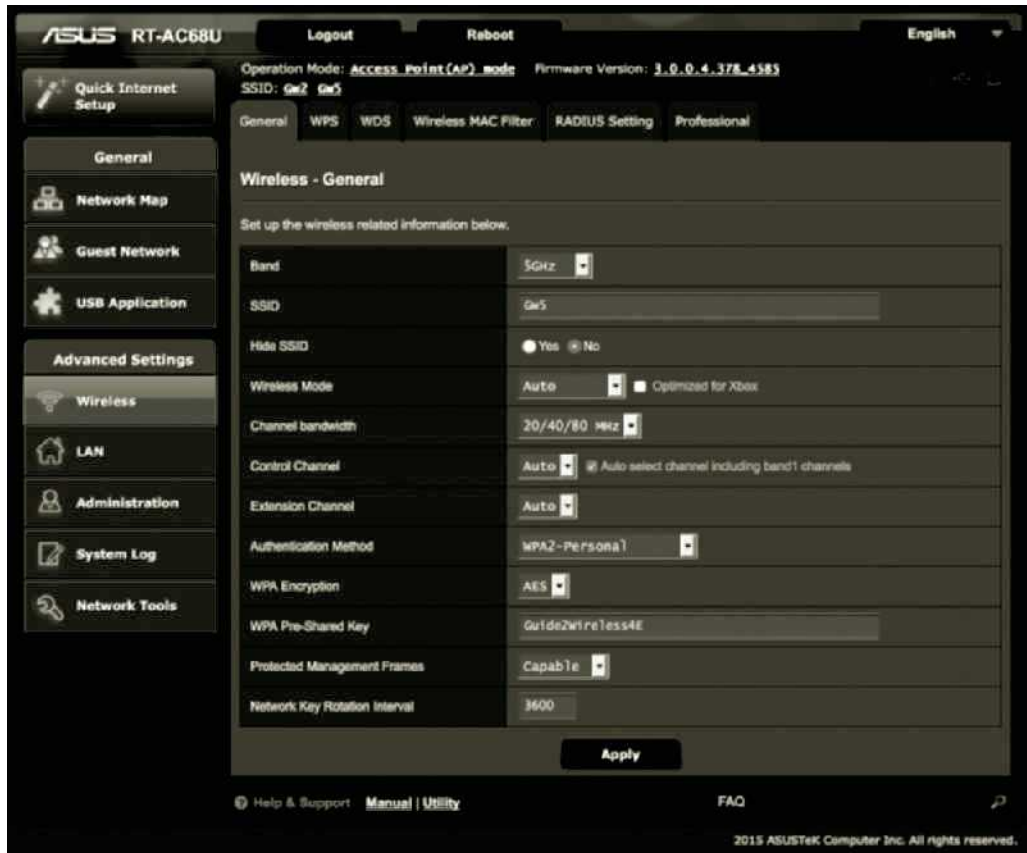 ASUS RT-AC68U
Logout
Reboot
English
Quick Internet Setup
Operation Mode: Access Point(AP) mode Firmware Version: 3.0.0.4.378_4585
SSID: Gw2 Gw5
General WPS WDS Wireless MAC Filter RADIUS Setting Professional
General
Network Map
Guest Network
USB Application
Advanced Settings
Wireless
LAN
Administration
System Log
Network Tools
Wireless - General
Set up the wireless related information below.
Band 5GHz
SSID Gw5
Hide SSID Yes No
Wireless Mode Auto Optimized for Xbox
Channel bandwidth 20/40/80 MHz
Control Channel Auto Auto select channel including band1 channels
Extension Channel Auto
Authentication Method WPA2-Personal
WPA Encryption AES
WPA Pre-Shared Key Guide2Wireless4E
Protected Management Frames Capable
Network Key Rotation Interval 3600
Apply
Help & Support Manual | Utility FAQ
2015 ASUSTeK Computer Inc. All rights reserved.